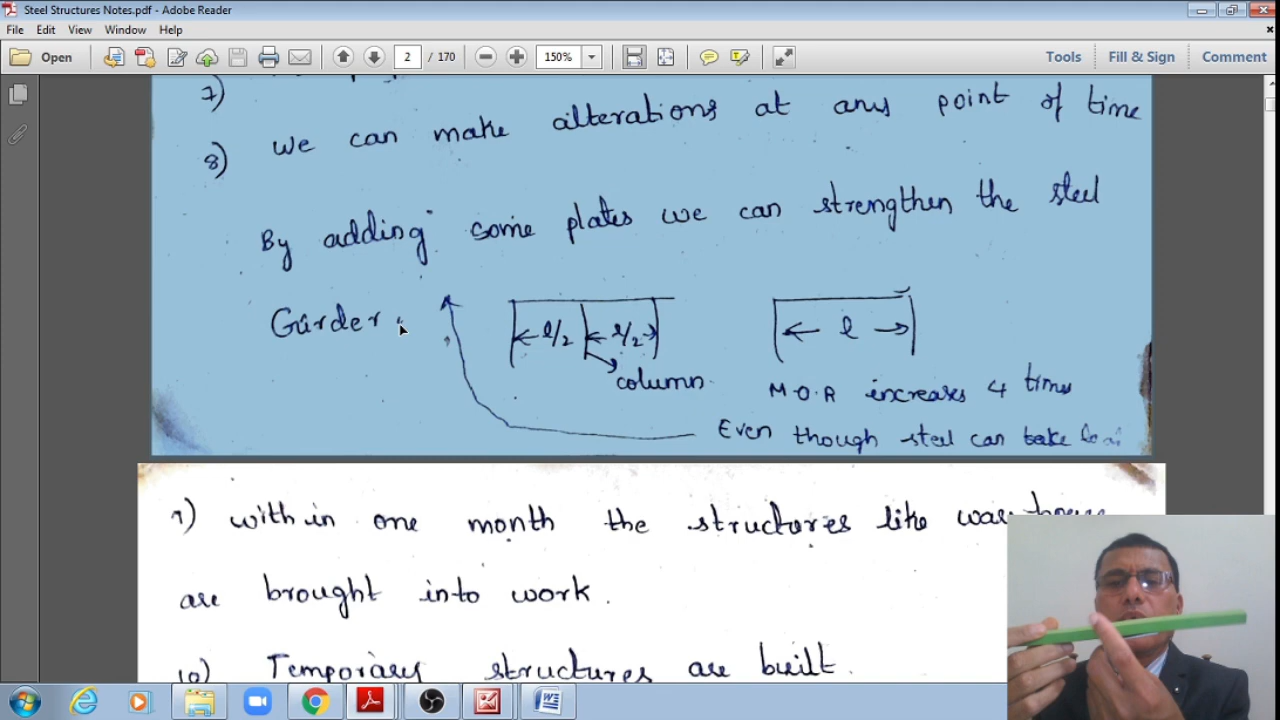 Steel Structures Notes.pdf - Adobe Reader
File Edit View Window Help
Open 2 / 170 150% Tools Fill & Sign Comment
7)
8) We can make alterations at any point of time
By adding some plates we can strengthen the steel
Girder.
l/2 l/2 l
column.
M.O.R increases 4 times
Even though steel can take
9) within one month the structures like
are brought into work.
10) Temporary structures are built.